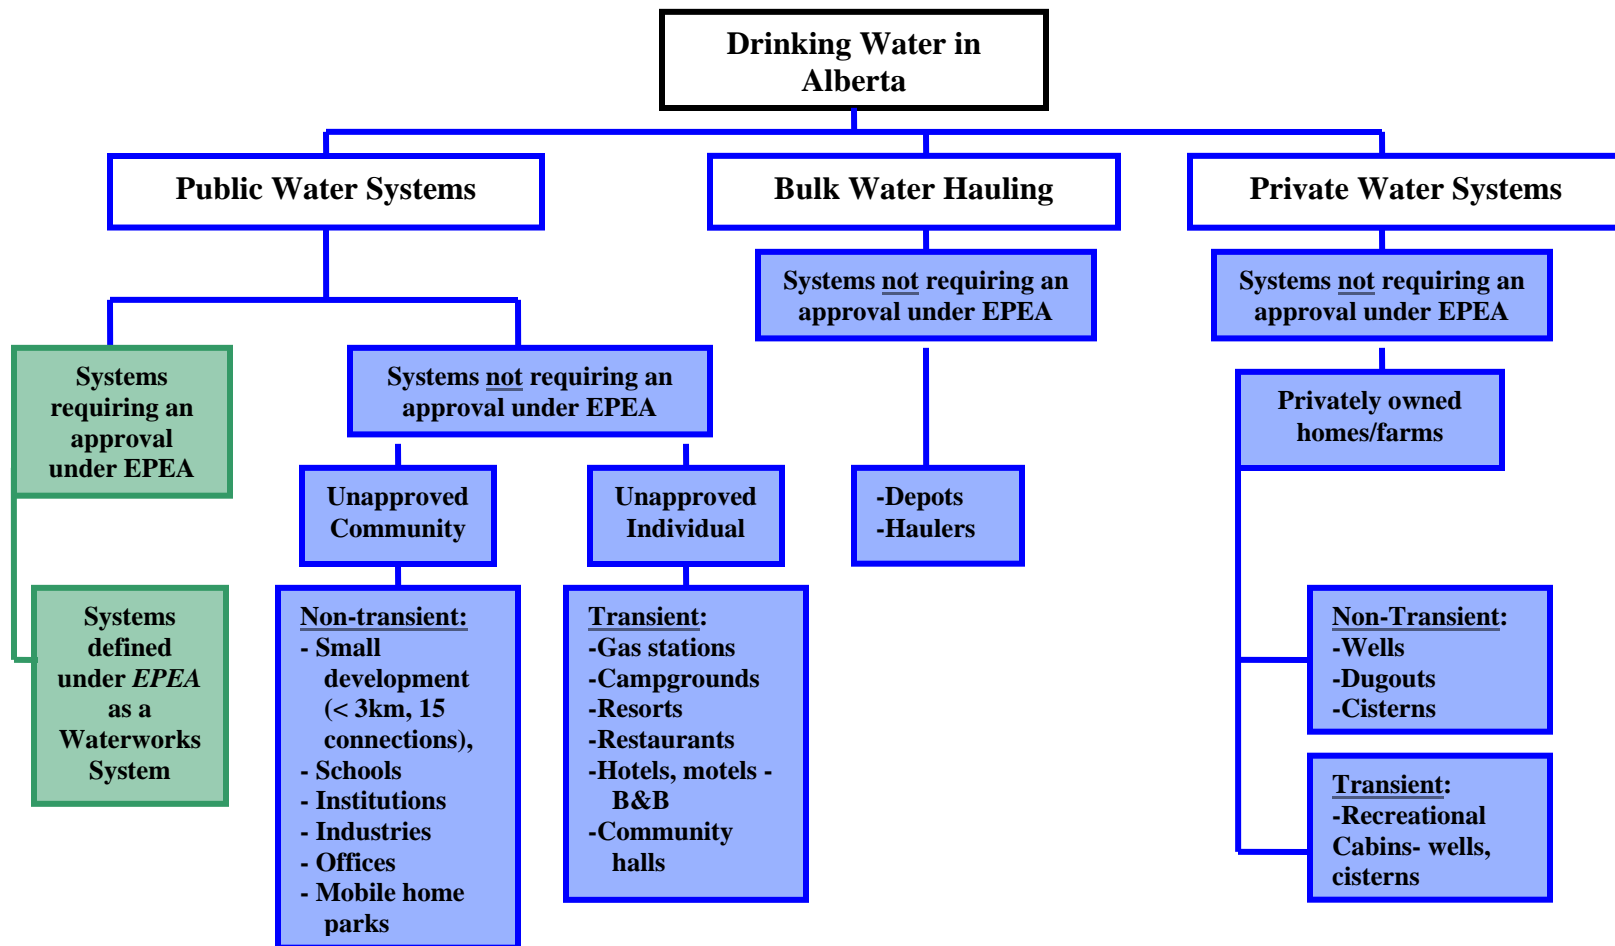 Drinking Water in
Alberta
Public Water Systems
Bulk Water Hauling
Private Water Systems
Systems not requiring an
approval under EPEA
Systems not requiring an
approval under EPEA
Systems
requiring an
approval
under EPEA
Systems not requiring an
approval under EPEA
Privately owned
homes/farms
Unapproved
Community
Unapproved
Individual
-Depots
-Haulers
Systems
defined
under EPEA
as a
Waterworks
System
Non-transient:
- Small
development
(< 3km, 15
connections),
- Schools
- Institutions
- Industries
- Offices
- Mobile home
parks
Transient:
-Gas stations
-Campgrounds
-Resorts
-Restaurants
-Hotels, motels -
B&B
-Community
halls
Non-Transient:
-Wells
-Dugouts
-Cisterns
Transient:
-Recreational
Cabins- wells,
cisterns